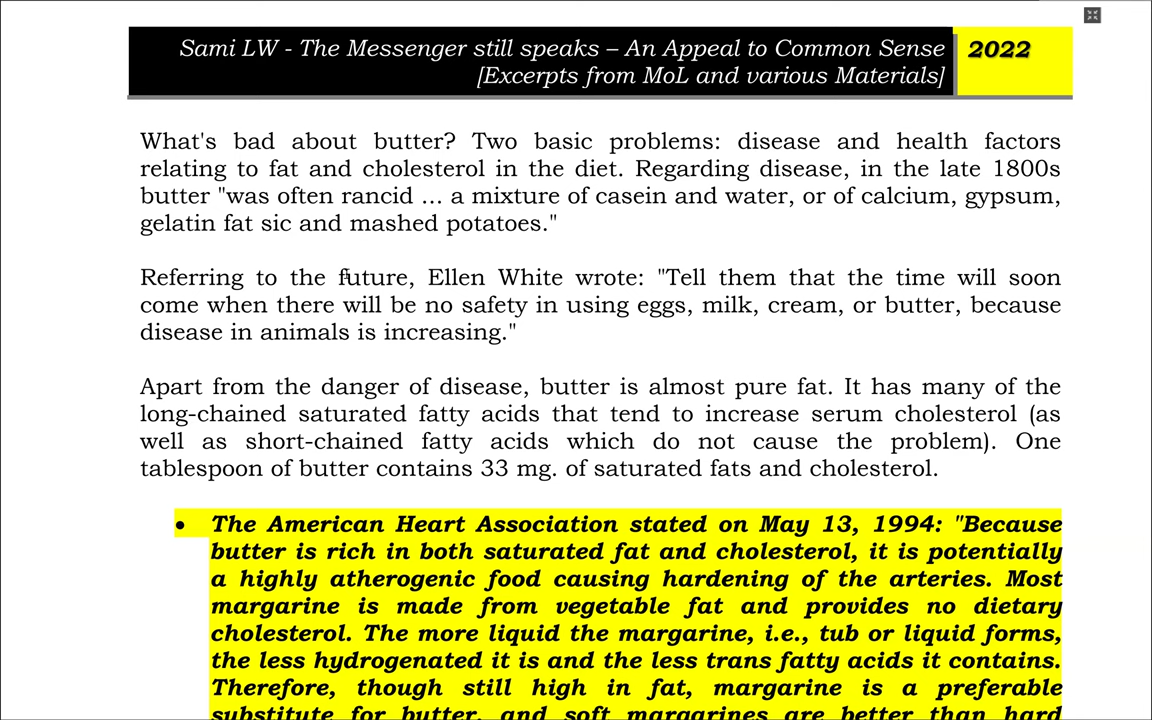 Sami LW - The Messenger still speaks – An Appeal to Common Sense
[Excerpts from MoL and various Materials]
2022
What's bad about butter? Two basic problems: disease and health factors
relating to fat and cholesterol in the diet. Regarding disease, in the late 1800s
butter "was often rancid ... a mixture of casein and water, or of calcium, gypsum,
gelatin fat sic and mashed potatoes."
Referring to the future, Ellen White wrote: "Tell them that the time will soon
come when there will be no safety in using eggs, milk, cream, or butter, because
disease in animals is increasing."
Apart from the danger of disease, butter is almost pure fat. It has many of the
long-chained saturated fatty acids that tend to increase serum cholesterol (as
well as short-chained fatty acids which do not cause the problem). One
tablespoon of butter contains 33 mg. of saturated fats and cholesterol.
• The American Heart Association stated on May 13, 1994: "Because
butter is rich in both saturated fat and cholesterol, it is potentially
a highly atherogenic food causing hardening of the arteries. Most
margarine is made from vegetable fat and provides no dietary
cholesterol. The more liquid the margarine, i.e., tub or liquid forms,
the less hydrogenated it is and the less trans fatty acids it contains.
Therefore, though still high in fat, margarine is a preferable
substitute for butter, and soft margarines are better than hard